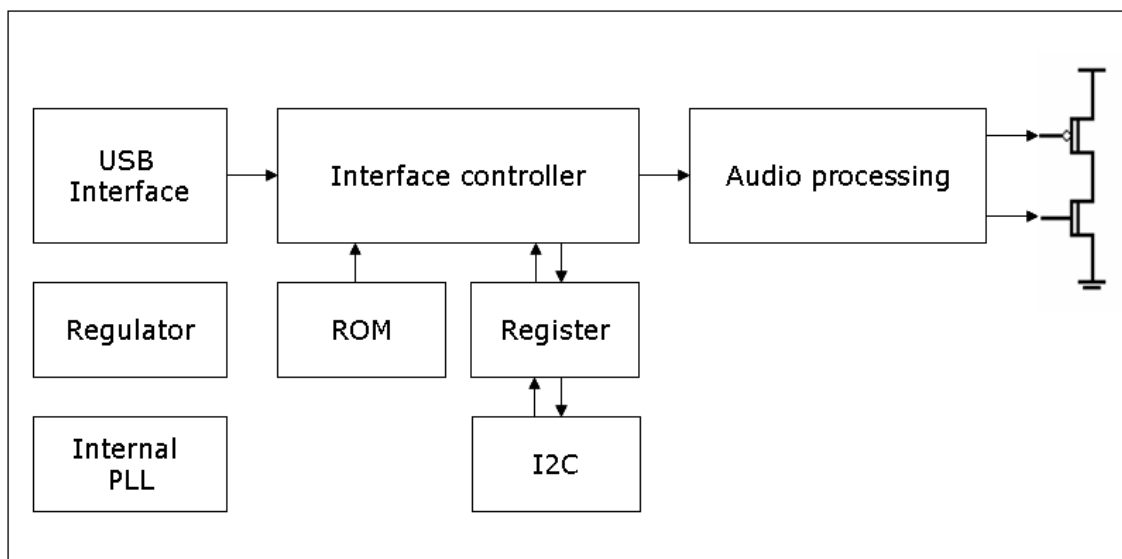 USB
Interface
Interface controller
Audio processing
Regulator
ROM
Register
Internal
PLL
I2C